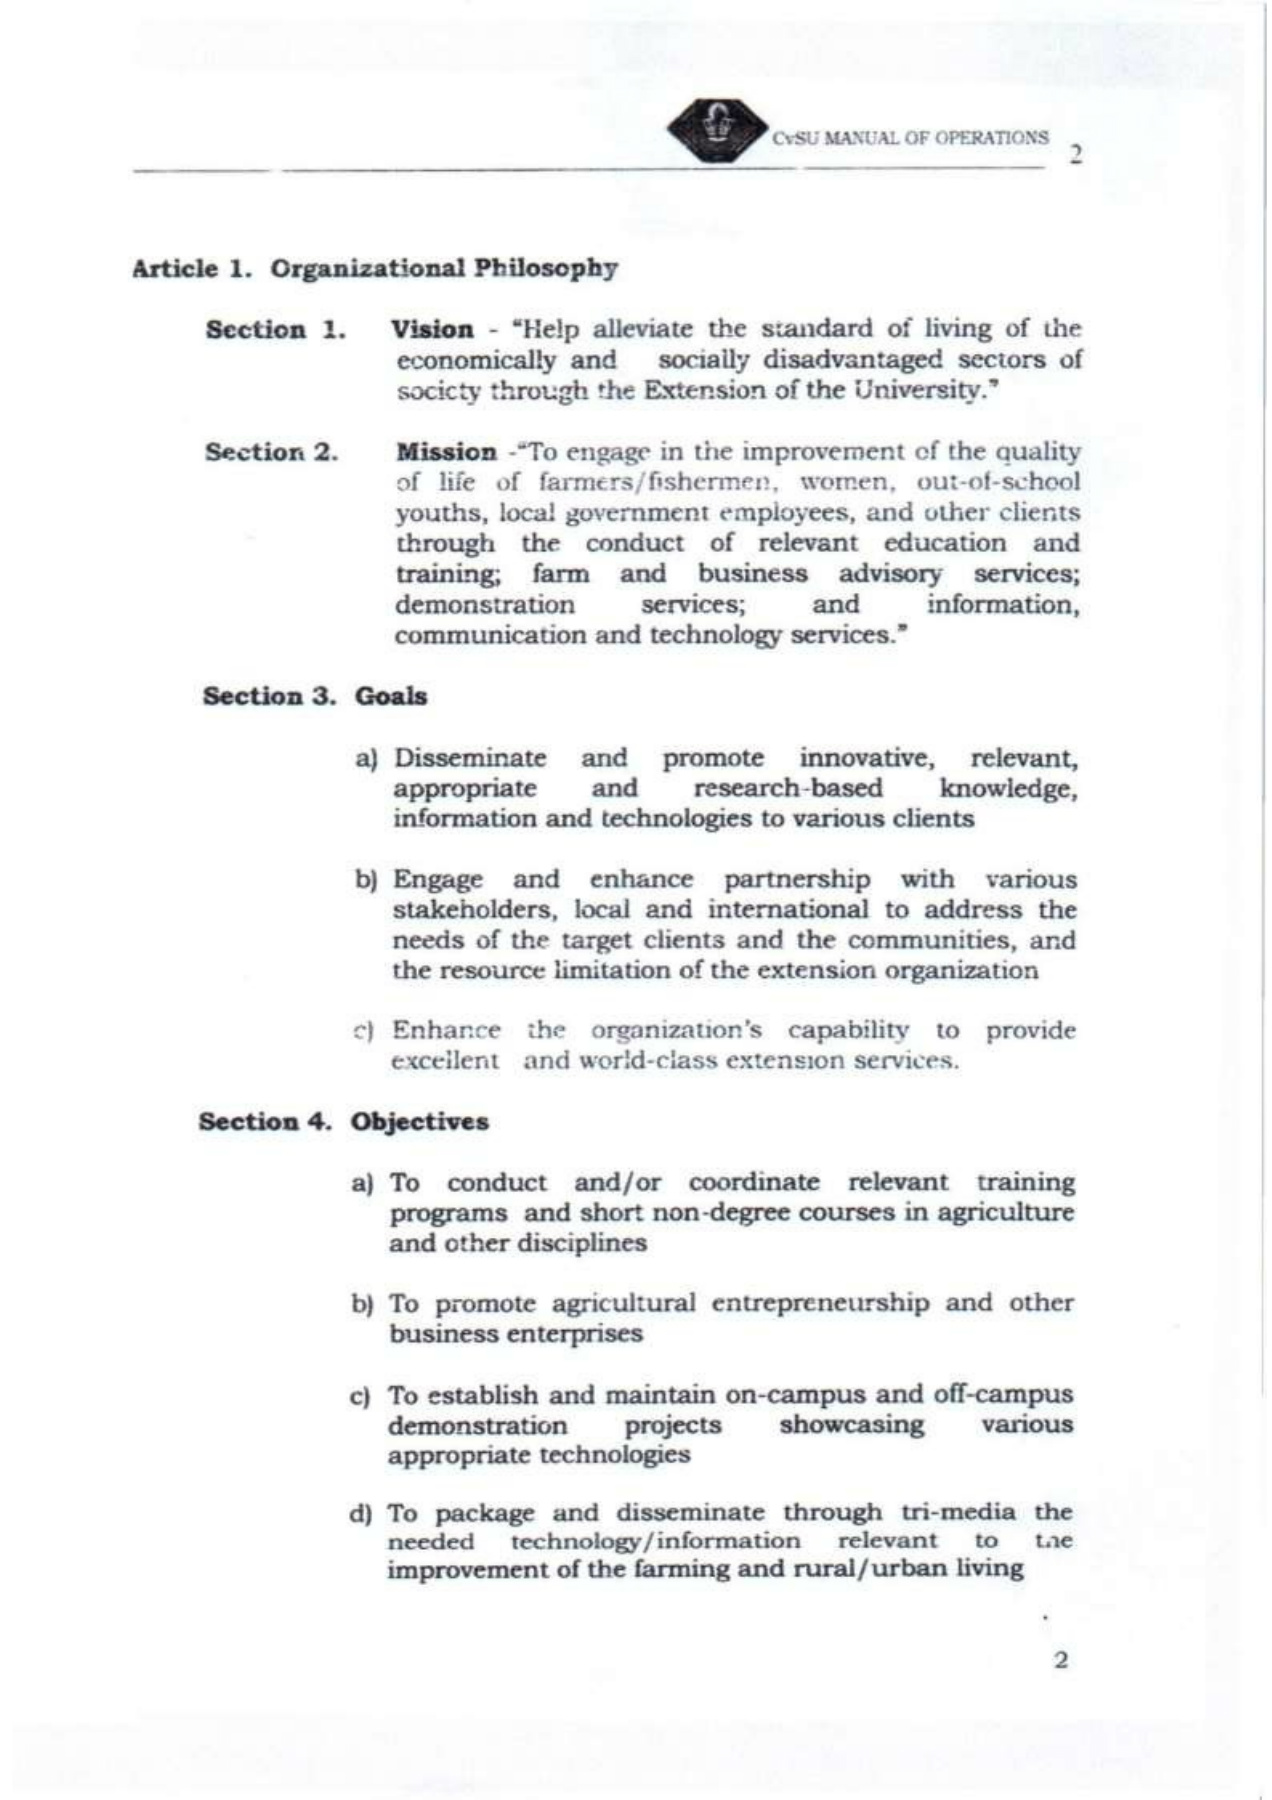 CvSU MANUAL OF OPERATIONS 2
Article 1. Organizational Philosophy
Section 1. Vision - “Help alleviate the standard of living of the
economically and socially disadvantaged sectors of
society through the Extension of the University.”
Section 2. Mission -“To engage in the improvement of the quality
of life of farmers/fishermen, women, out-of-school
youths, local government employees, and other clients
through the conduct of relevant education and
training; farm and business advisory services;
demonstration services; and information,
communication and technology services.”
Section 3. Goals
a) Disseminate and promote innovative, relevant,
appropriate and research-based knowledge,
information and technologies to various clients
b) Engage and enhance partnership with various
stakeholders, local and international to address the
needs of the target clients and the communities, and
the resource limitation of the extension organization
c) Enhance the organization's capability to provide
excellent and world-class extension services.
Section 4. Objectives
a) To conduct and/or coordinate relevant training
programs and short non-degree courses in agriculture
and other disciplines
b) To promote agricultural entrepreneurship and other
business enterprises
c) To establish and maintain on-campus and off-campus
demonstration projects showcasing various
appropriate technologies
d) To package and disseminate through tri-media the
needed technology/information relevant to the
improvement of the farming and rural/urban living
2